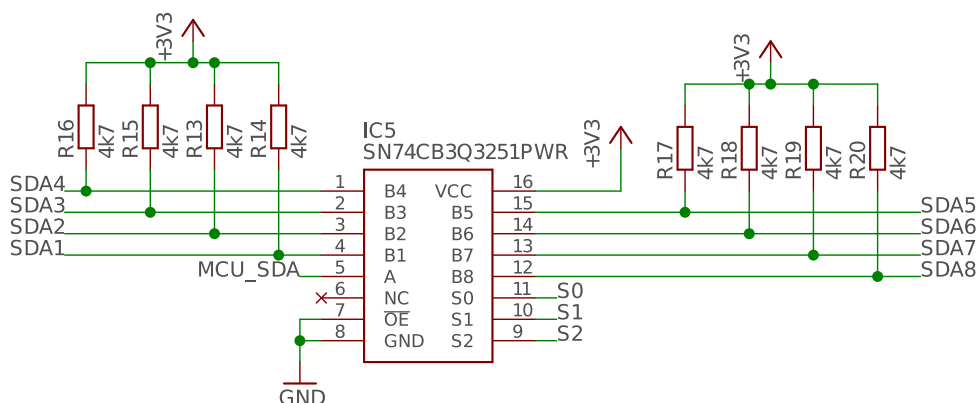 +3V3
R16
4k7
R15
4k7
R13
4k7
R14
4k7
IC5
SN74CB3Q3251PWR
+3V3
+3V3
R17
4k7
R18
4k7
R19
4k7
R20
4k7
SDA4 1 B4 VCC 16
SDA3 2 B3 B5 15 SDA5
SDA2 3 B2 B6 14 SDA6
SDA1 4 B1 B7 13 SDA7
MCU_SDA 5 A B8 12 SDA8
6 NC S0 11 S0
7 OE S1 10 S1
8 GND S2 9 S2
GND